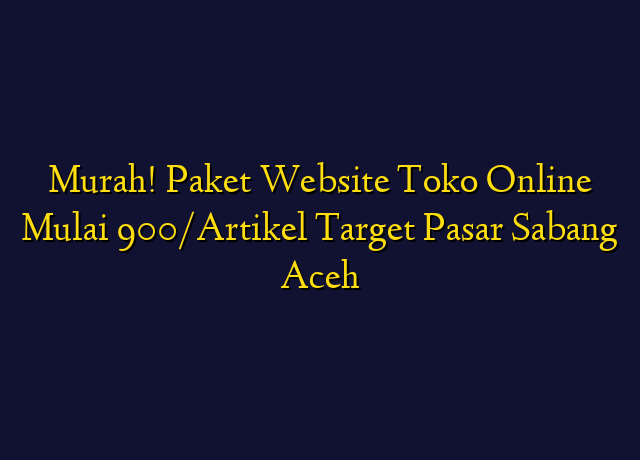 Murah! Paket Website Toko Online
Mulai 900/Artikel Target Pasar Sabang
Aceh